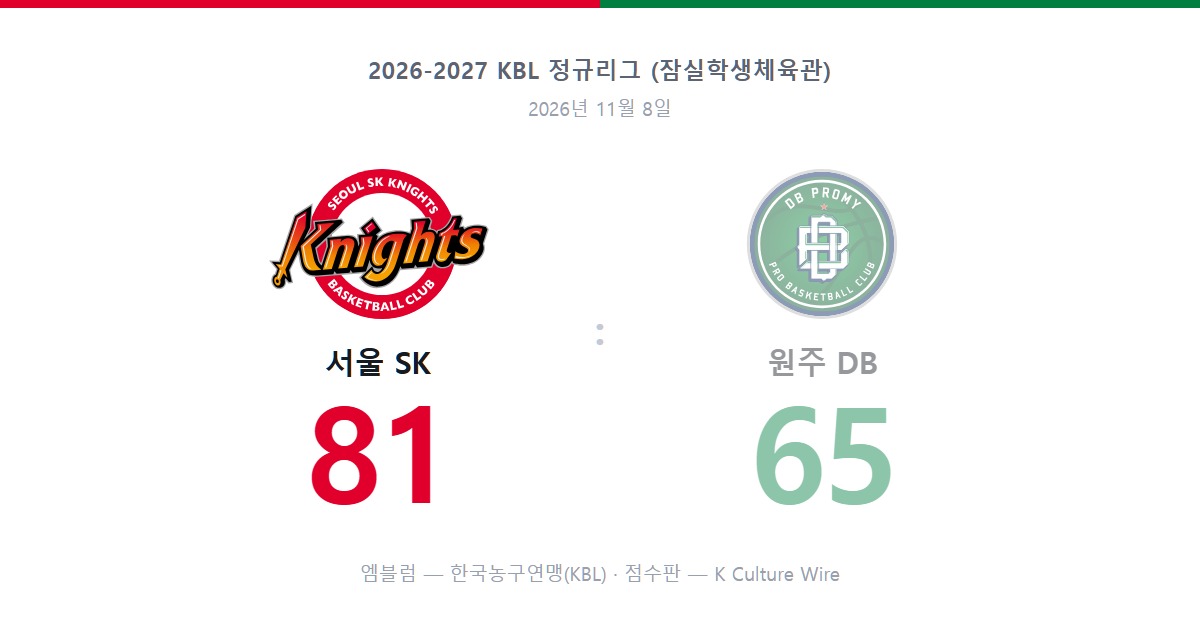 2026-2027 KBL 정규리그 (잠실학생체육관)
2026년 11월 8일
SEOUL SK KNIGHTS
Knights
BASKETBALL CLUB
DB PROMY
DB
PRO BASKETBALL CLUB
:
서울 SK
원주 DB
81
65
엠블럼 — 한국농구연맹(KBL) · 점수판 — K Culture Wire